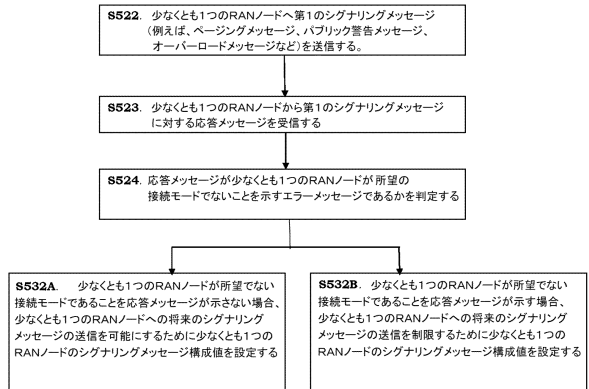 S522. 少なくとも1つのRANノードへ第1のシグナリングメッセージ
(例えば、ページングメッセージ、パブリック警告メッセージ、
オーバーロードメッセージなど)を送信する。
S523. 少なくとも1つのRANノードから第1のシグナリングメッセージ
に対する応答メッセージを受信する
S524. 応答メッセージが少なくとも1つのRANノードが所望の
接続モードでないことを示すエラーメッセージであるかを判定する
S532A. 少なくとも1つのRANノードが所望でない
接続モードであることを応答メッセージが示さない場合、
少なくとも1つのRANノードへの将来のシグナリング
メッセージの送信を可能にするために少なくとも1つの
RANノードのシグナリングメッセージ構成値を設定する
S532B. 少なくとも1つのRANノードが所望でない
接続モードであることを応答メッセージが示す場合、
少なくとも1つのRANノードへの将来のシグナリング
メッセージの送信を制限するために少なくとも1つの
RANノードのシグナリングメッセージ構成値を設定する